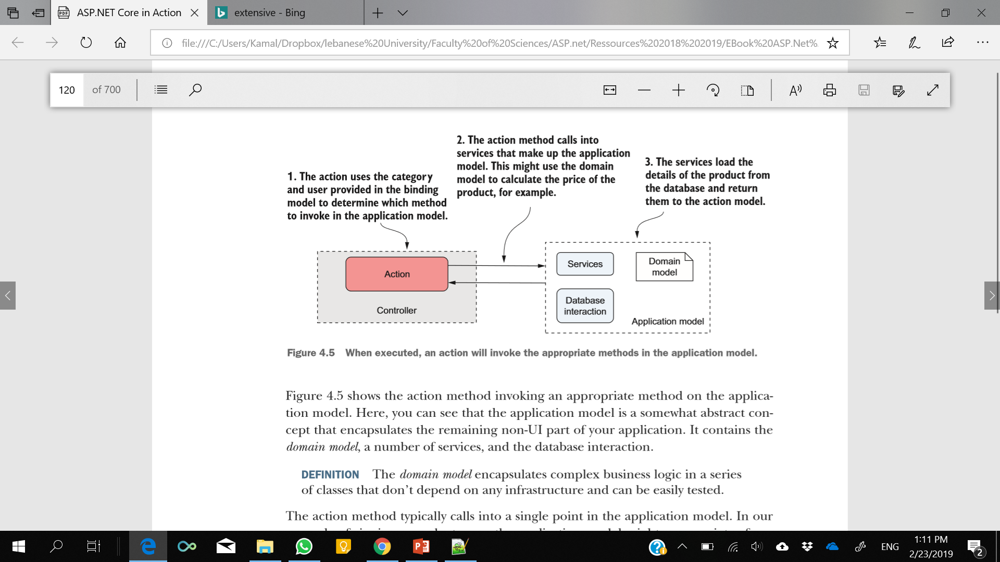 ASP.NET Core in Action
extensive - Bing
file:///C:/Users/Kamal/Dropbox/lebanese%20University/Faculty%20of%20Sciences/ASP.net/Ressources%202018%202019/EBook%20ASP.Net%
120 of 700
2. The action method calls into
services that make up the application
model. This might use the domain
model to calculate the price of the
product, for example.
3. The services load the
details of the product from
the database and return
them to the action model.
1. The action uses the category
and user provided in the binding
model to determine which method
to invoke in the application model.
Action
Controller
Services
Domain
model
Database
interaction
Application model
Figure 4.5 When executed, an action will invoke the appropriate methods in the application model.
Figure 4.5 shows the action method invoking an appropriate method on the applica-
tion model. Here, you can see that the application model is a somewhat abstract con-
cept that encapsulates the remaining non-UI part of your application. It contains the
domain model, a number of services, and the database interaction.
DEFINITION The domain model encapsulates complex business logic in a series
of classes that don't depend on any infrastructure and can be easily tested.
The action method typically calls into a single point in the application model. In our
ENG
1:11 PM
2/23/2019
2